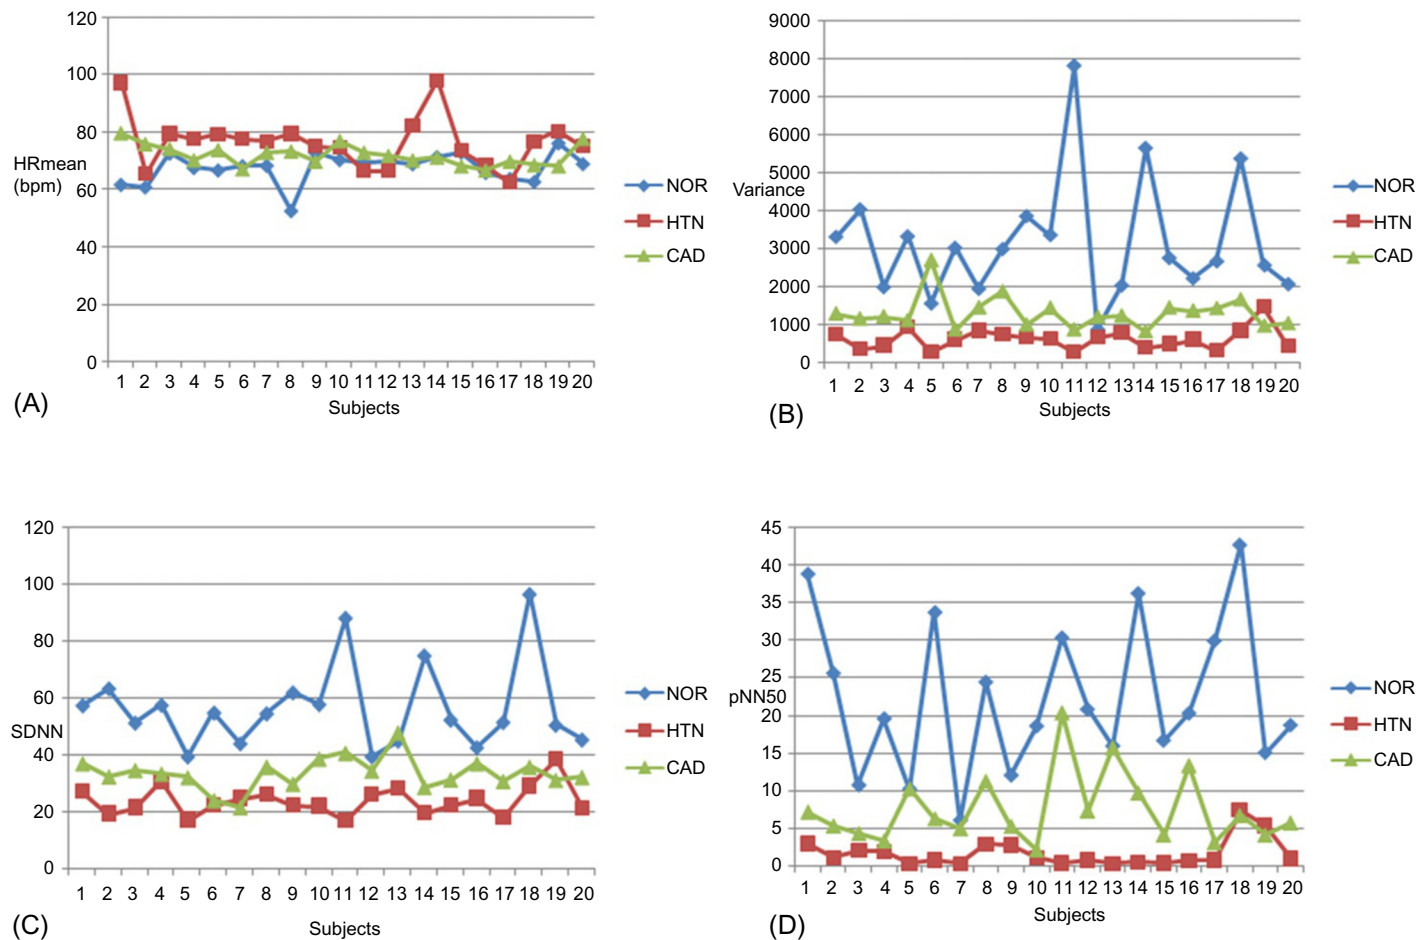 120
100
80
60
40
20
0
HRmean
(bpm)
1 2 3 4 5 6 7 8 9 10 11 12 13 14 15 16 17 18 19 20
Subjects
(A)
NOR
HTN
CAD
9000
8000
7000
6000
5000
4000
3000
2000
1000
0
Variance
1 2 3 4 5 6 7 8 9 10 11 12 13 14 15 16 17 18 19 20
Subjects
(B)
NOR
HTN
CAD
120
100
80
60
40
20
0
SDNN
1 2 3 4 5 6 7 8 9 10 11 12 13 14 15 16 17 18 19 20
Subjects
(C)
NOR
HTN
CAD
45
40
35
30
25
20
15
10
5
0
pNN50
1 2 3 4 5 6 7 8 9 10 11 12 13 14 15 16 17 18 19 20
Subjects
(D)
NOR
HTN
CAD